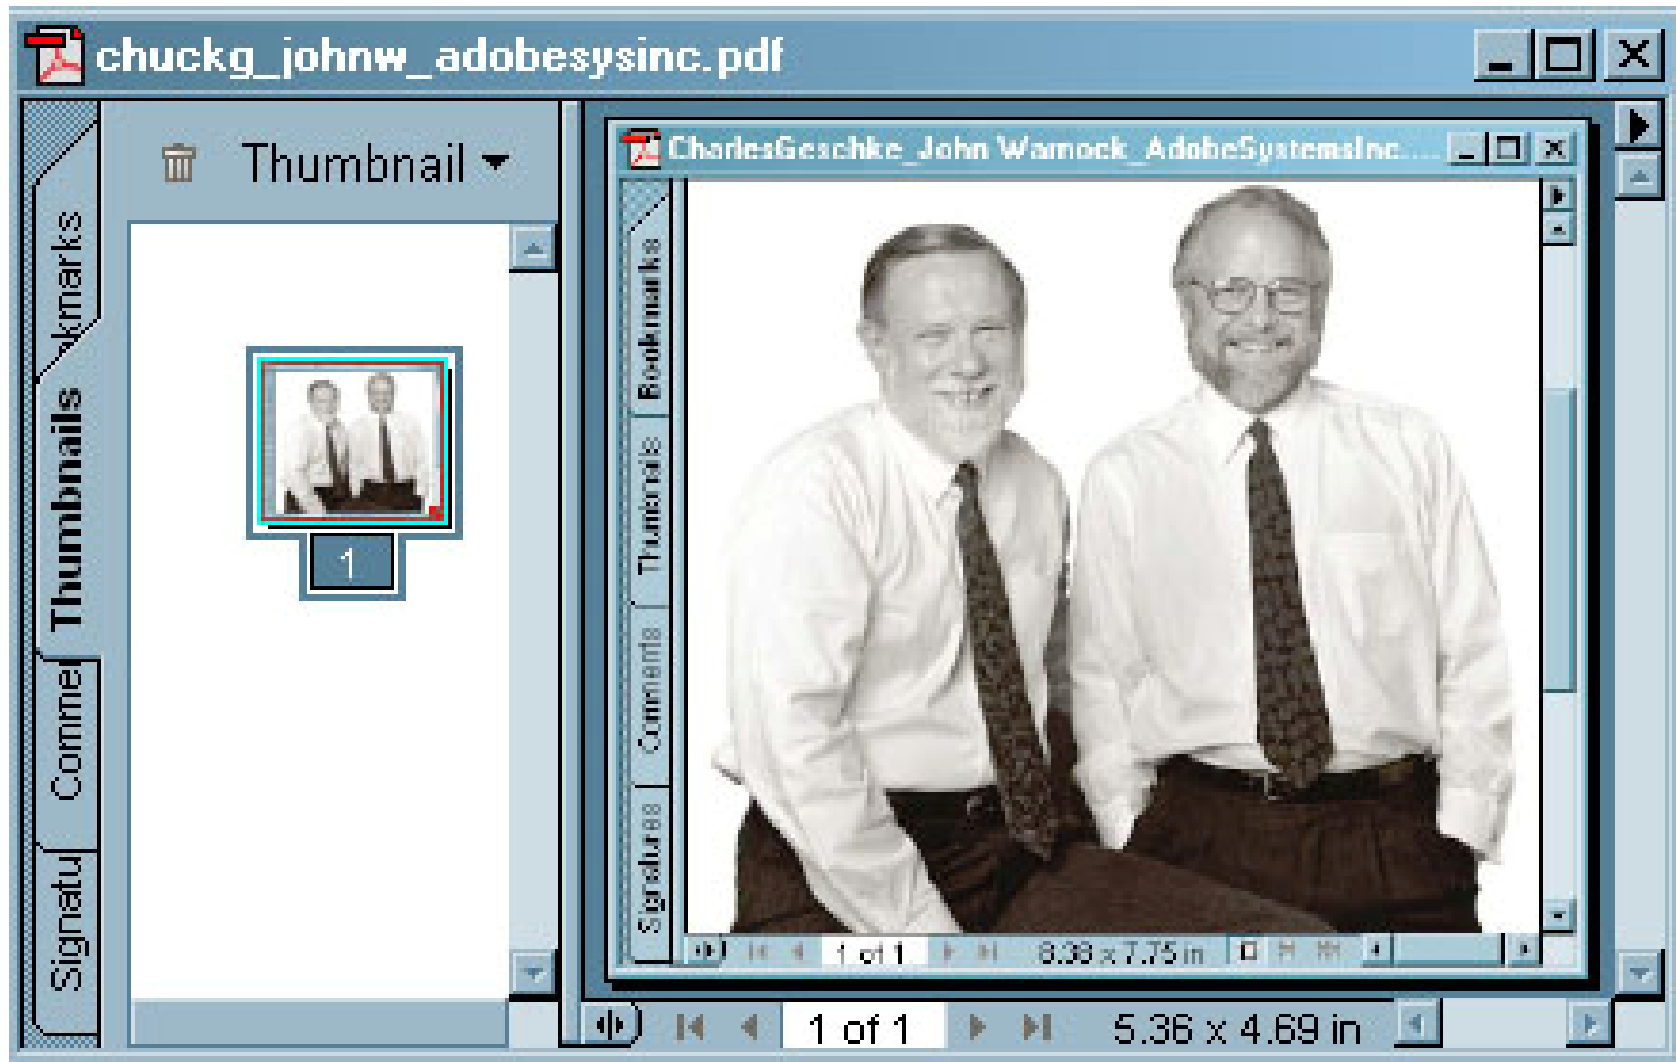 chuckg_johnw_adobesysinc.pdf
Thumbnail
kmarks
Thumbnails
Commer
Signatu
1
CharlesGeschke_John Warnock_AdobeSystemsInc....
Bookmarks
Thumbnails
Comments
Signatures
1 of 1
8.38 x 7.75 in
1 of 1
5.36 x 4.69 in